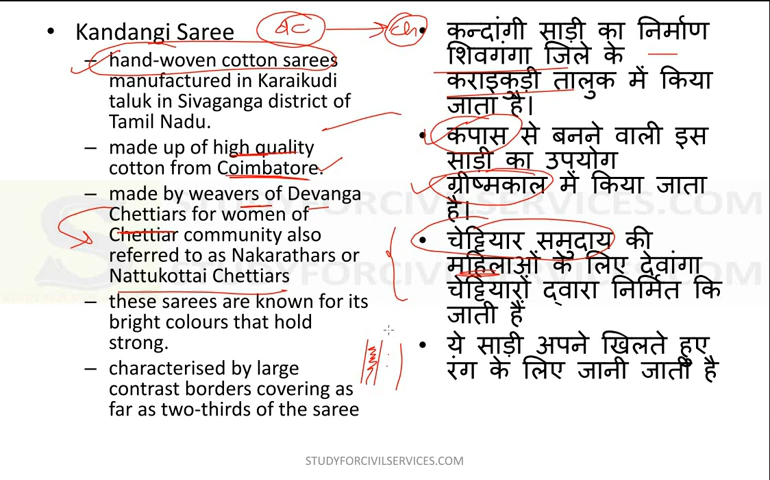 • Kandangi Saree
– hand-woven cotton sarees
manufactured in Karaikudi
taluk in Sivaganga district of
Tamil Nadu.
– made up of high quality
cotton from Coimbatore.
– made by weavers of Devanga
Chettiars for women of
Chettiar community also
referred to as Nakarathars or
Nattukottai Chettiars
– these sarees are known for its
bright colours that hold
strong.
– characterised by large
contrast borders covering as
far as two-thirds of the saree
• कन्दांगी साड़ी का निर्माण
शिवगंगा जिले के
कराइकुडी तालुक में किया
जाता है।
• कपास से बनने वाली इस
साड़ी का उपयोग
ग्रीष्मकाल में किया जाता
है।
• चेट्टियार समुदाय की
महिलाओं के लिए देवांगा
चेट्टियारों द्वारा निर्मित कि
जाती हैं
• ये साड़ी अपने खिलते हुए
रंग के लिए जानी जाती है
STUDYFORCIVILSERVICES.COM